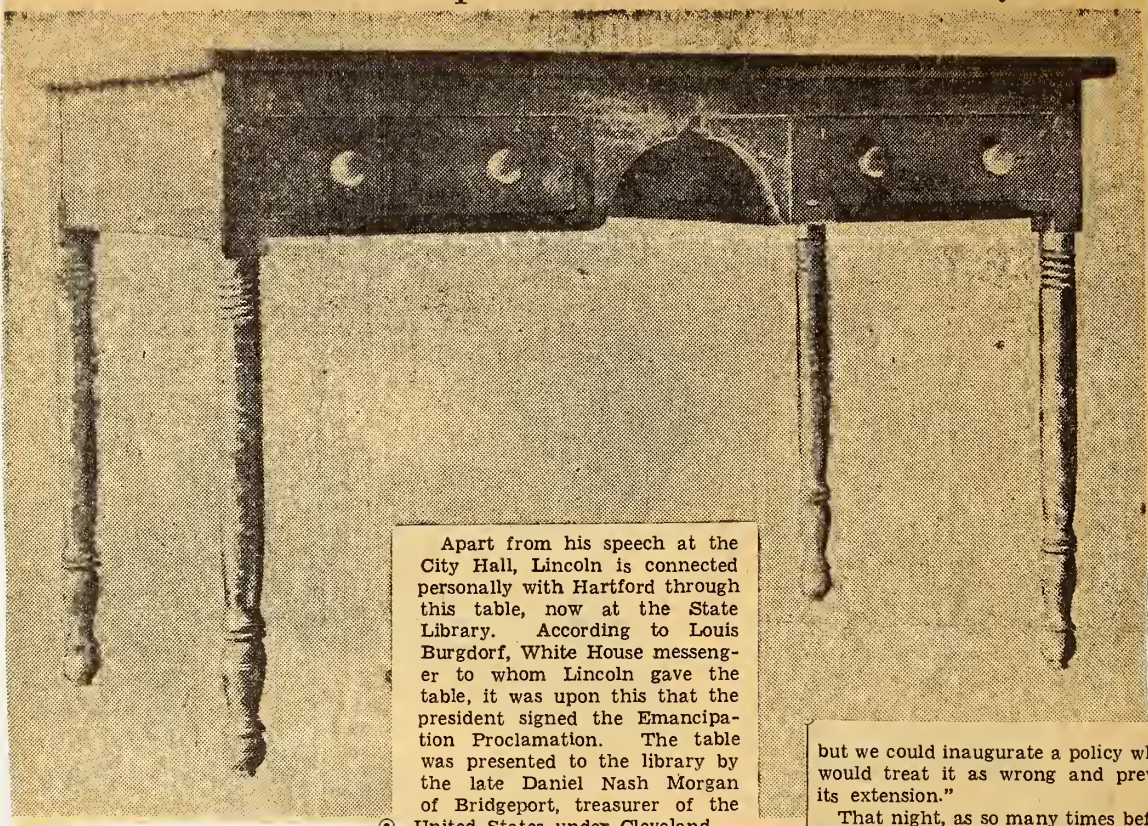 Apart from his speech at the
City Hall, Lincoln is connected
personally with Hartford through
this table, now at the State
Library. According to Louis
Burgdorf, White House messeng-
er to whom Lincoln gave the
table, it was upon this that the
president signed the Emancipa-
tion Proclamation. The table
was presented to the library by
the late Daniel Nash Morgan
of Bridgeport, treasurer of the
United States under Cleveland
but we could inaugurate a policy
would treat it as wrong and
its extension."
That night, as so many times